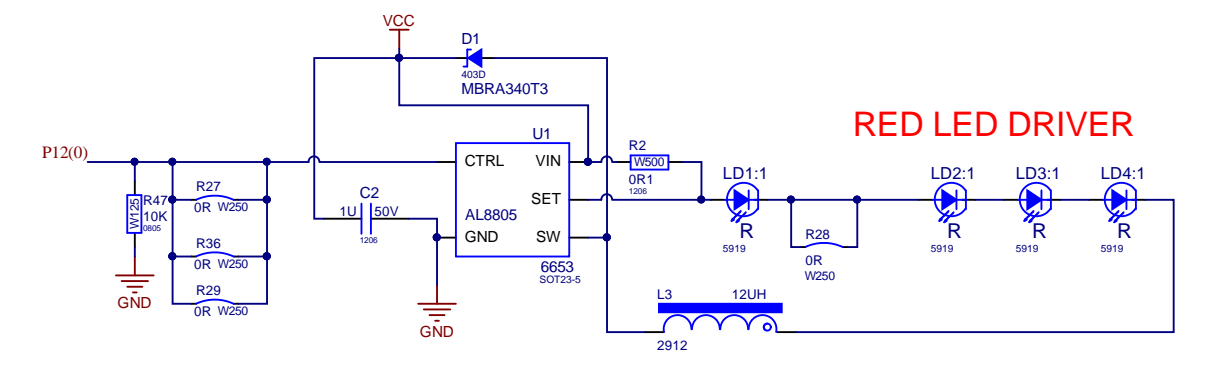 VCC
D1
403D
MBRA340T3
RED LED DRIVER
P12(0)
R47
W125
10K
0805
GND
R27
0R W250
R36
0R W250
R29
0R W250
C2
1U 50V
1206
GND
U1
CTRL VIN
SET
AL8805
GND SW
6653
SOT23-5
R2
W500
0R1
1206
LD1:1
R
5919
R28
0R
W250
LD2:1
R
5919
LD3:1
R
5919
LD4:1
R
5919
L3 12UH
2912